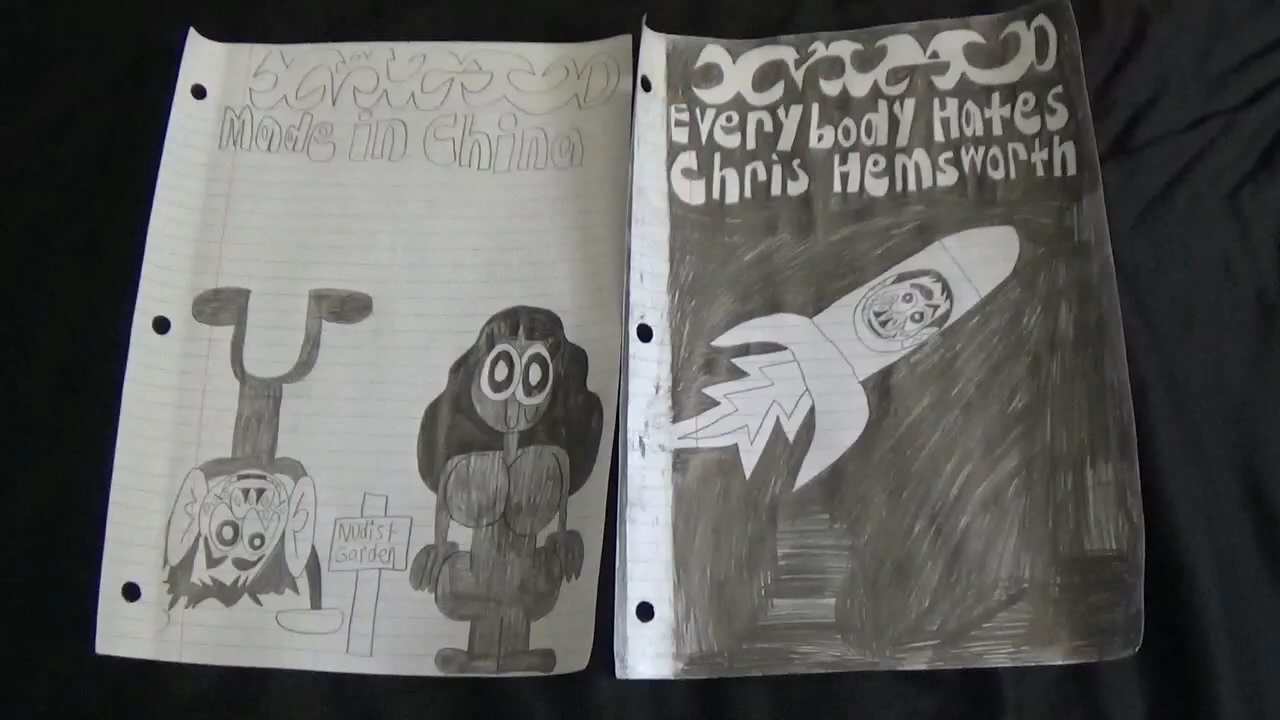 Made in China
Nudist
Garden
Everybody Hates
Chris Hemsworth